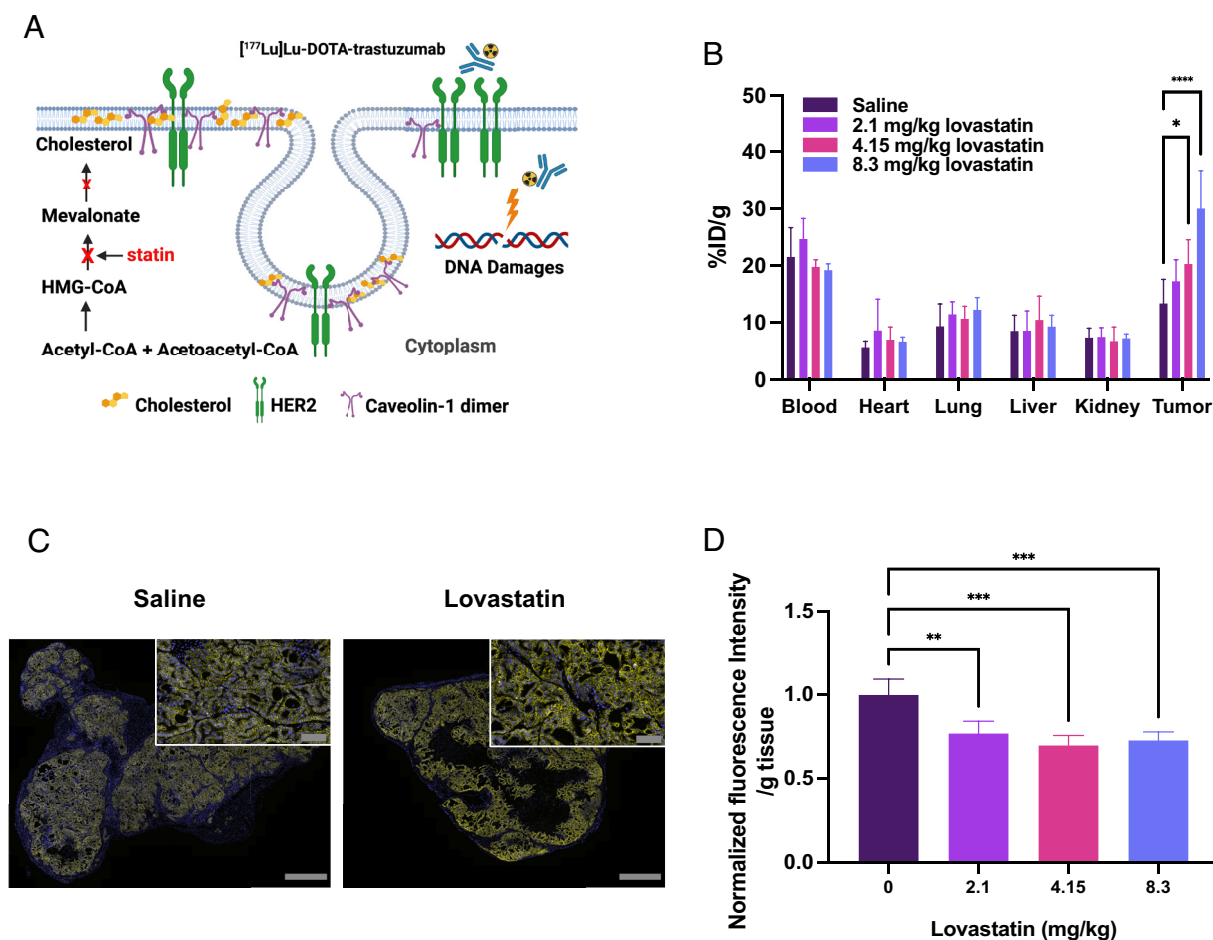 A
[¹⁷⁷Lu]Lu-DOTA-trastuzumab
Cholesterol
Mevalonate
statin
HMG-CoA
Acetyl-CoA + Acetoacetyl-CoA
DNA Damages
Cytoplasm
Cholesterol
HER2
Caveolin-1 dimer
B
%ID/g
50
40
30
20
10
0
Saline
2.1 mg/kg lovastatin
4.15 mg/kg lovastatin
8.3 mg/kg lovastatin
****
*
Blood Heart Lung Liver Kidney Tumor
C
Saline Lovastatin
D
Normalized fluorescence Intensity
/g tissue
1.5
1.0
0.5
0.0
***
***
**
0 2.1 4.15 8.3
Lovastatin (mg/kg)